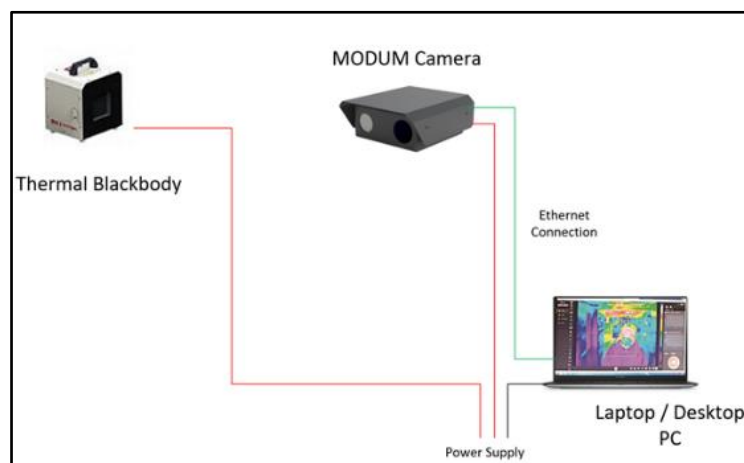 MODUM Camera
Thermal Blackbody
Ethernet
Connection
Laptop / Desktop
PC
Power Supply